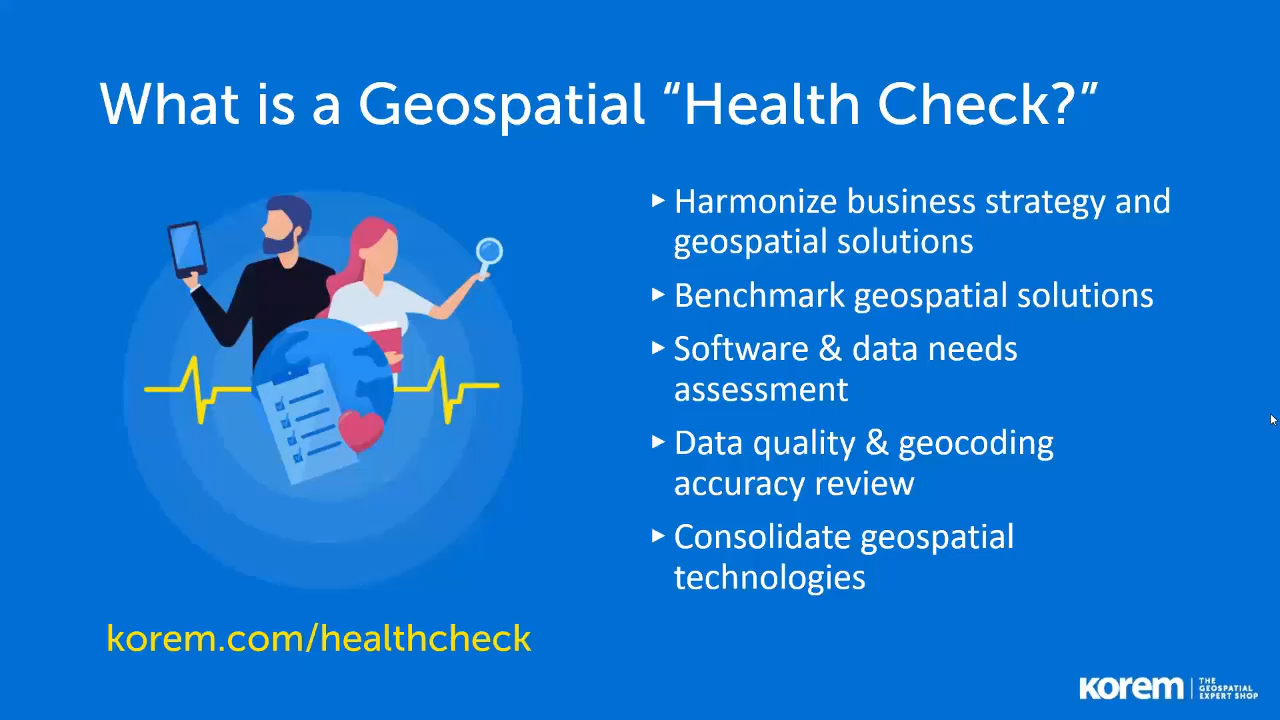 What is a Geospatial “Health Check?”
▸Harmonize business strategy and
geospatial solutions
▸Benchmark geospatial solutions
▸Software & data needs
assessment
▸Data quality & geocoding
accuracy review
▸Consolidate geospatial
technologies
korem.com/healthcheck
korem
THE
GEOSPATIAL
EXPERT SHOP